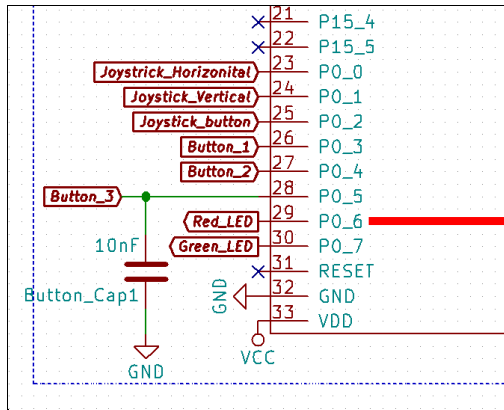 21 P15_4
22 P15_5
Joystrick_Horizonital 23 P0_0
Joystick_Vertical 24 P0_1
Joystick_button 25 P0_2
Button_1 26 P0_3
Button_2 27 P0_4
Button_3 28 P0_5
Red_LED 29 P0_6
10nF Green_LED 30 P0_7
31 RESET
Button_Cap1 GND 32 GND
33 VDD
GND VCC